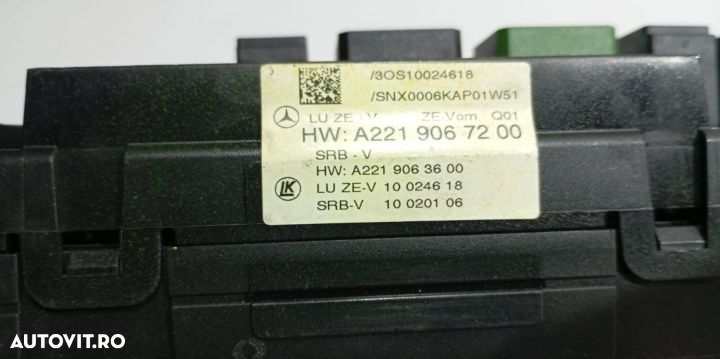 /3OS10024618
/SNX0006KAP01W51
LU ZE-V ZE Vorn Q01
HW: A221 906 72 00
SRB - V
HW: A221 906 36 00
LK
LU ZE-V 10 0246 18
SRB-V 10 0201 06
AUTOVIT.RO